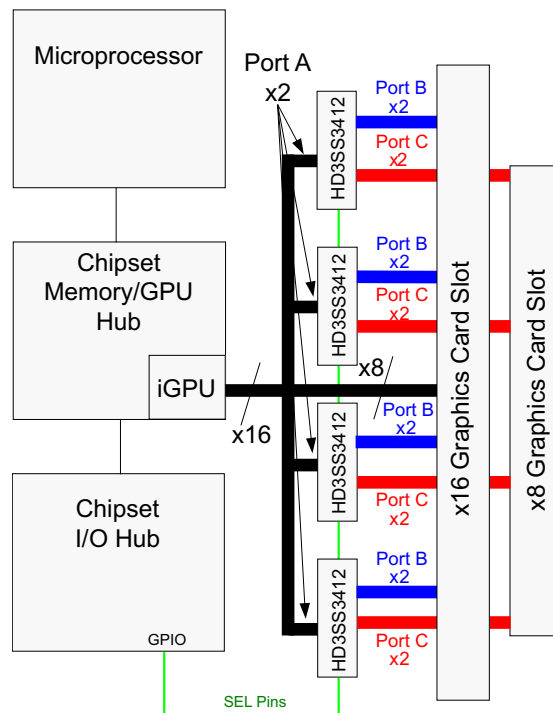 Microprocessor
Chipset
Memory/GPU
Hub
iGPU
Chipset
I/O Hub
GPIO
x16
Port A
x2
HD3SS3412
Port B
x2
Port C
x2
HD3SS3412
Port B
x2
Port C
x2
x8
HD3SS3412
Port B
x2
Port C
x2
HD3SS3412
Port B
x2
Port C
x2
x16 Graphics Card Slot
x8 Graphics Card Slot
SEL Pins